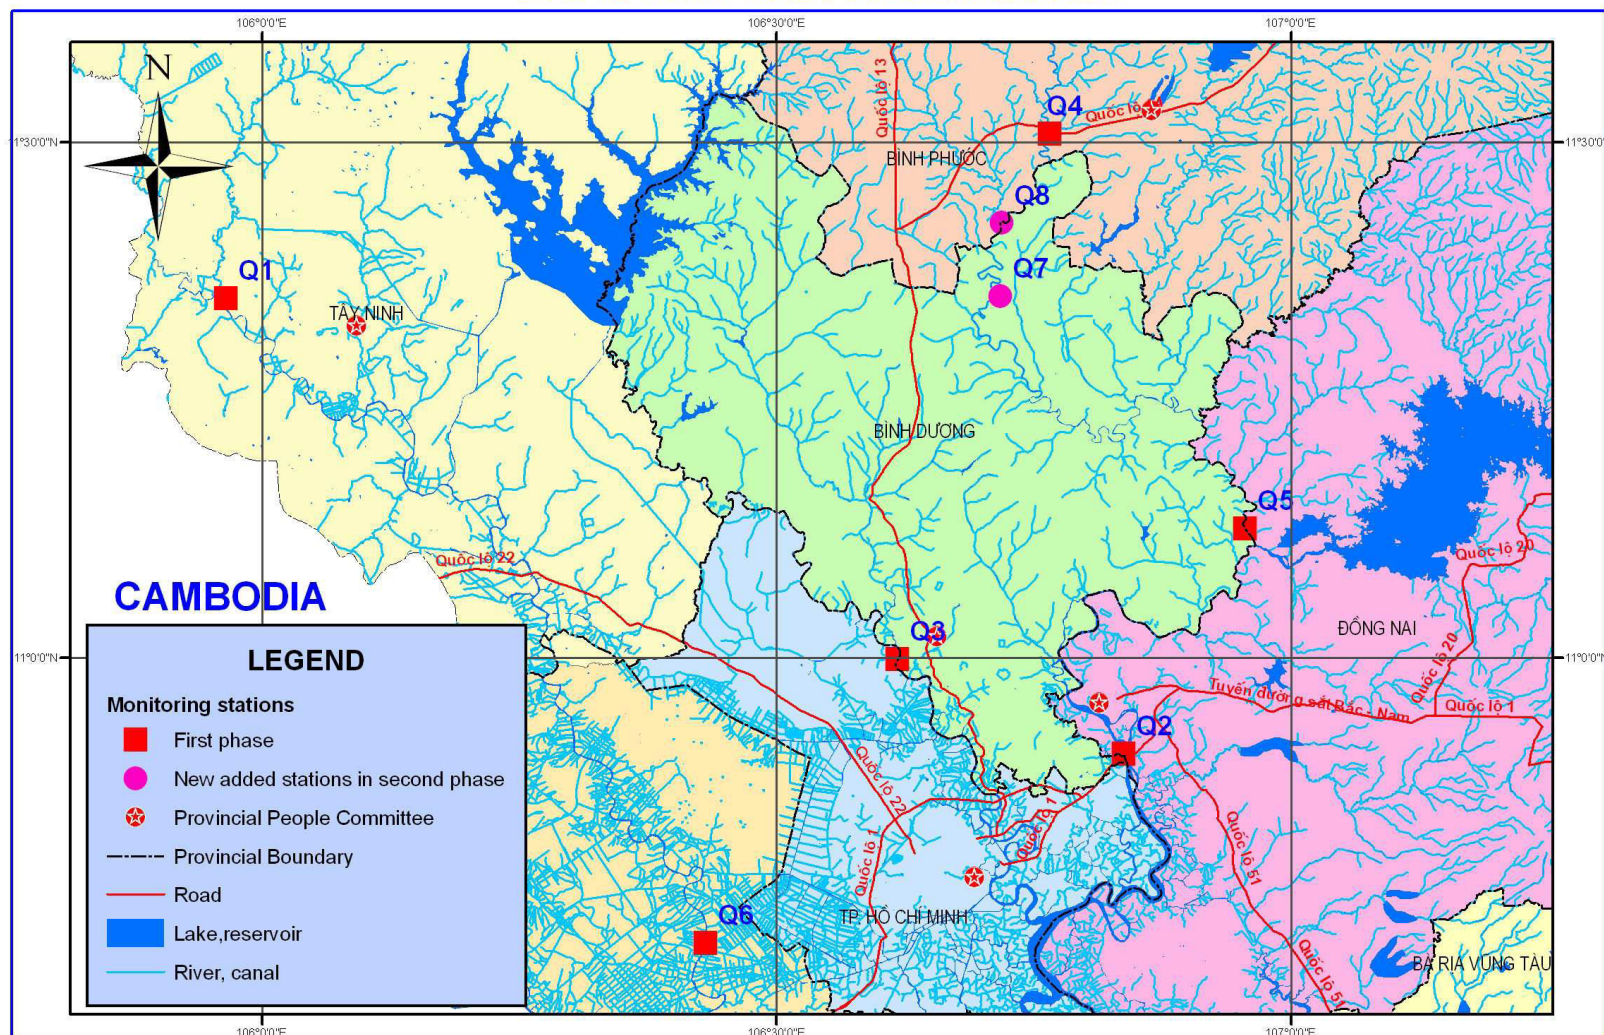 106°0'0"E
106°30'0"E
107°0'0"E
N
Quốc lộ 13
Q4
Quốc lộ
11°30'0"N
11°30'0"N
BÌNH PHƯỚC
Q8
Q1
Q7
TÂY NINH
BÌNH DƯƠNG
Q5
Quốc lộ 22
Quốc lộ 20
CAMBODIA
Q3
ĐỒNG NAI
LEGEND
11°0'0"N
11°0'0"N
Quốc lộ 20
Tuyến đường sắt Bắc - Nam
Quốc lộ 1
Monitoring stations
First phase
Q2
New added stations in second phase
Quốc lộ 22
Quốc lộ 1
Provincial People Committee
Quốc lộ 1
Quốc lộ 51
Provincial Boundary
Road
Q6
TP. HỒ CHÍ MINH
Lake,reservoir
BÀ RỊA VŨNG TÀU
River, canal
Quốc lộ 51
106°0'0"E
106°30'0"E
107°0'0"E